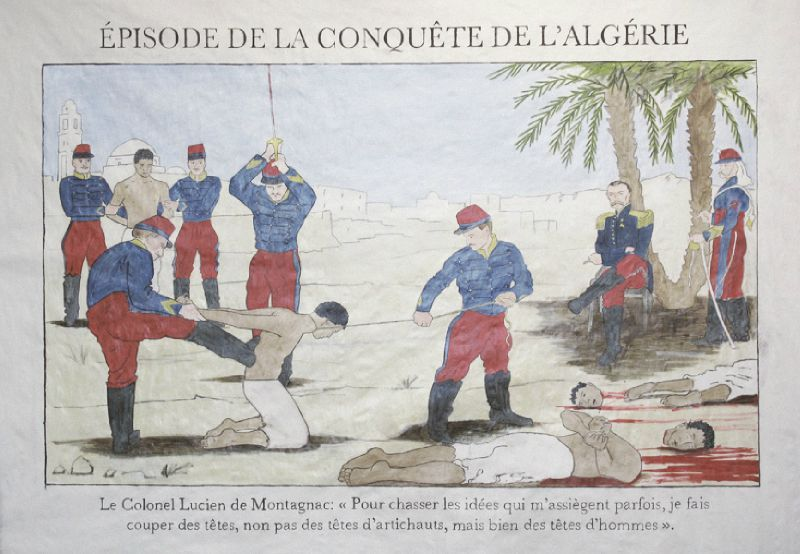 ÉPISODE DE LA CONQUÊTE DE L'ALGÉRIE
Le Colonel Lucien de Montagnac: « Pour chasser les idées qui m'assiègent parfois, je fais
couper des têtes, non pas des têtes d'artichauts, mais bien des têtes d'hommes ».